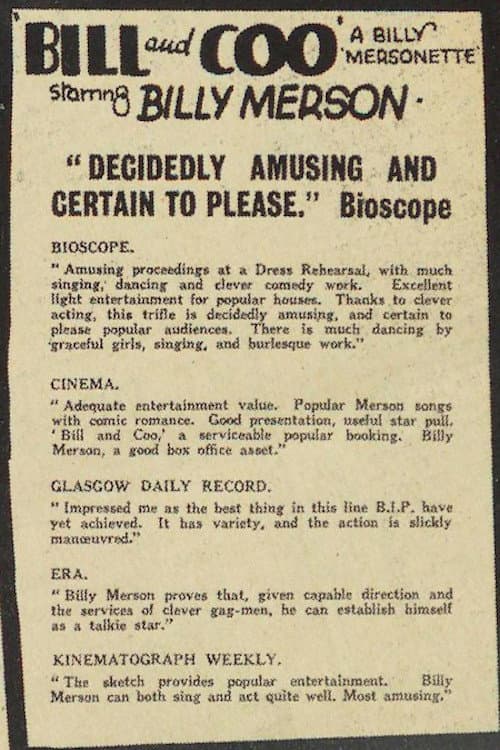 'BILL and COO' A BILLY
'MERSONETTE'
starring BILLY MERSON.
"DECIDEDLY AMUSING AND
CERTAIN TO PLEASE." Bioscope
BIOSCOPE.
"Amusing proceedings at a Dress Rehearsal, with much
singing, dancing and clever comedy work. Excellent
light entertainment for popular houses. Thanks to clever
acting, this trifle is decidedly amusing, and certain to
please popular audiences. There is much dancing by
graceful girls, singing, and burlesque work."
CINEMA.
"Adequate entertainment value. Popular Merson songs
with comic romance. Good presentation, useful star pull.
'Bill and Coo,' a serviceable popular booking. Billy
Merson, a good box office asset."
GLASGOW DAILY RECORD.
"Impressed me as the best thing in this line B.I.P. have
yet achieved. It has variety, and the action is slickly
manœuvred."
ERA.
"Billy Merson proves that, given capable direction and
the services of clever gag-men, he can establish himself
as a talkie star."
KINEMATOGRAPH WEEKLY.
"The sketch provides popular entertainment. Billy
Merson can both sing and act quite well. Most amusing."